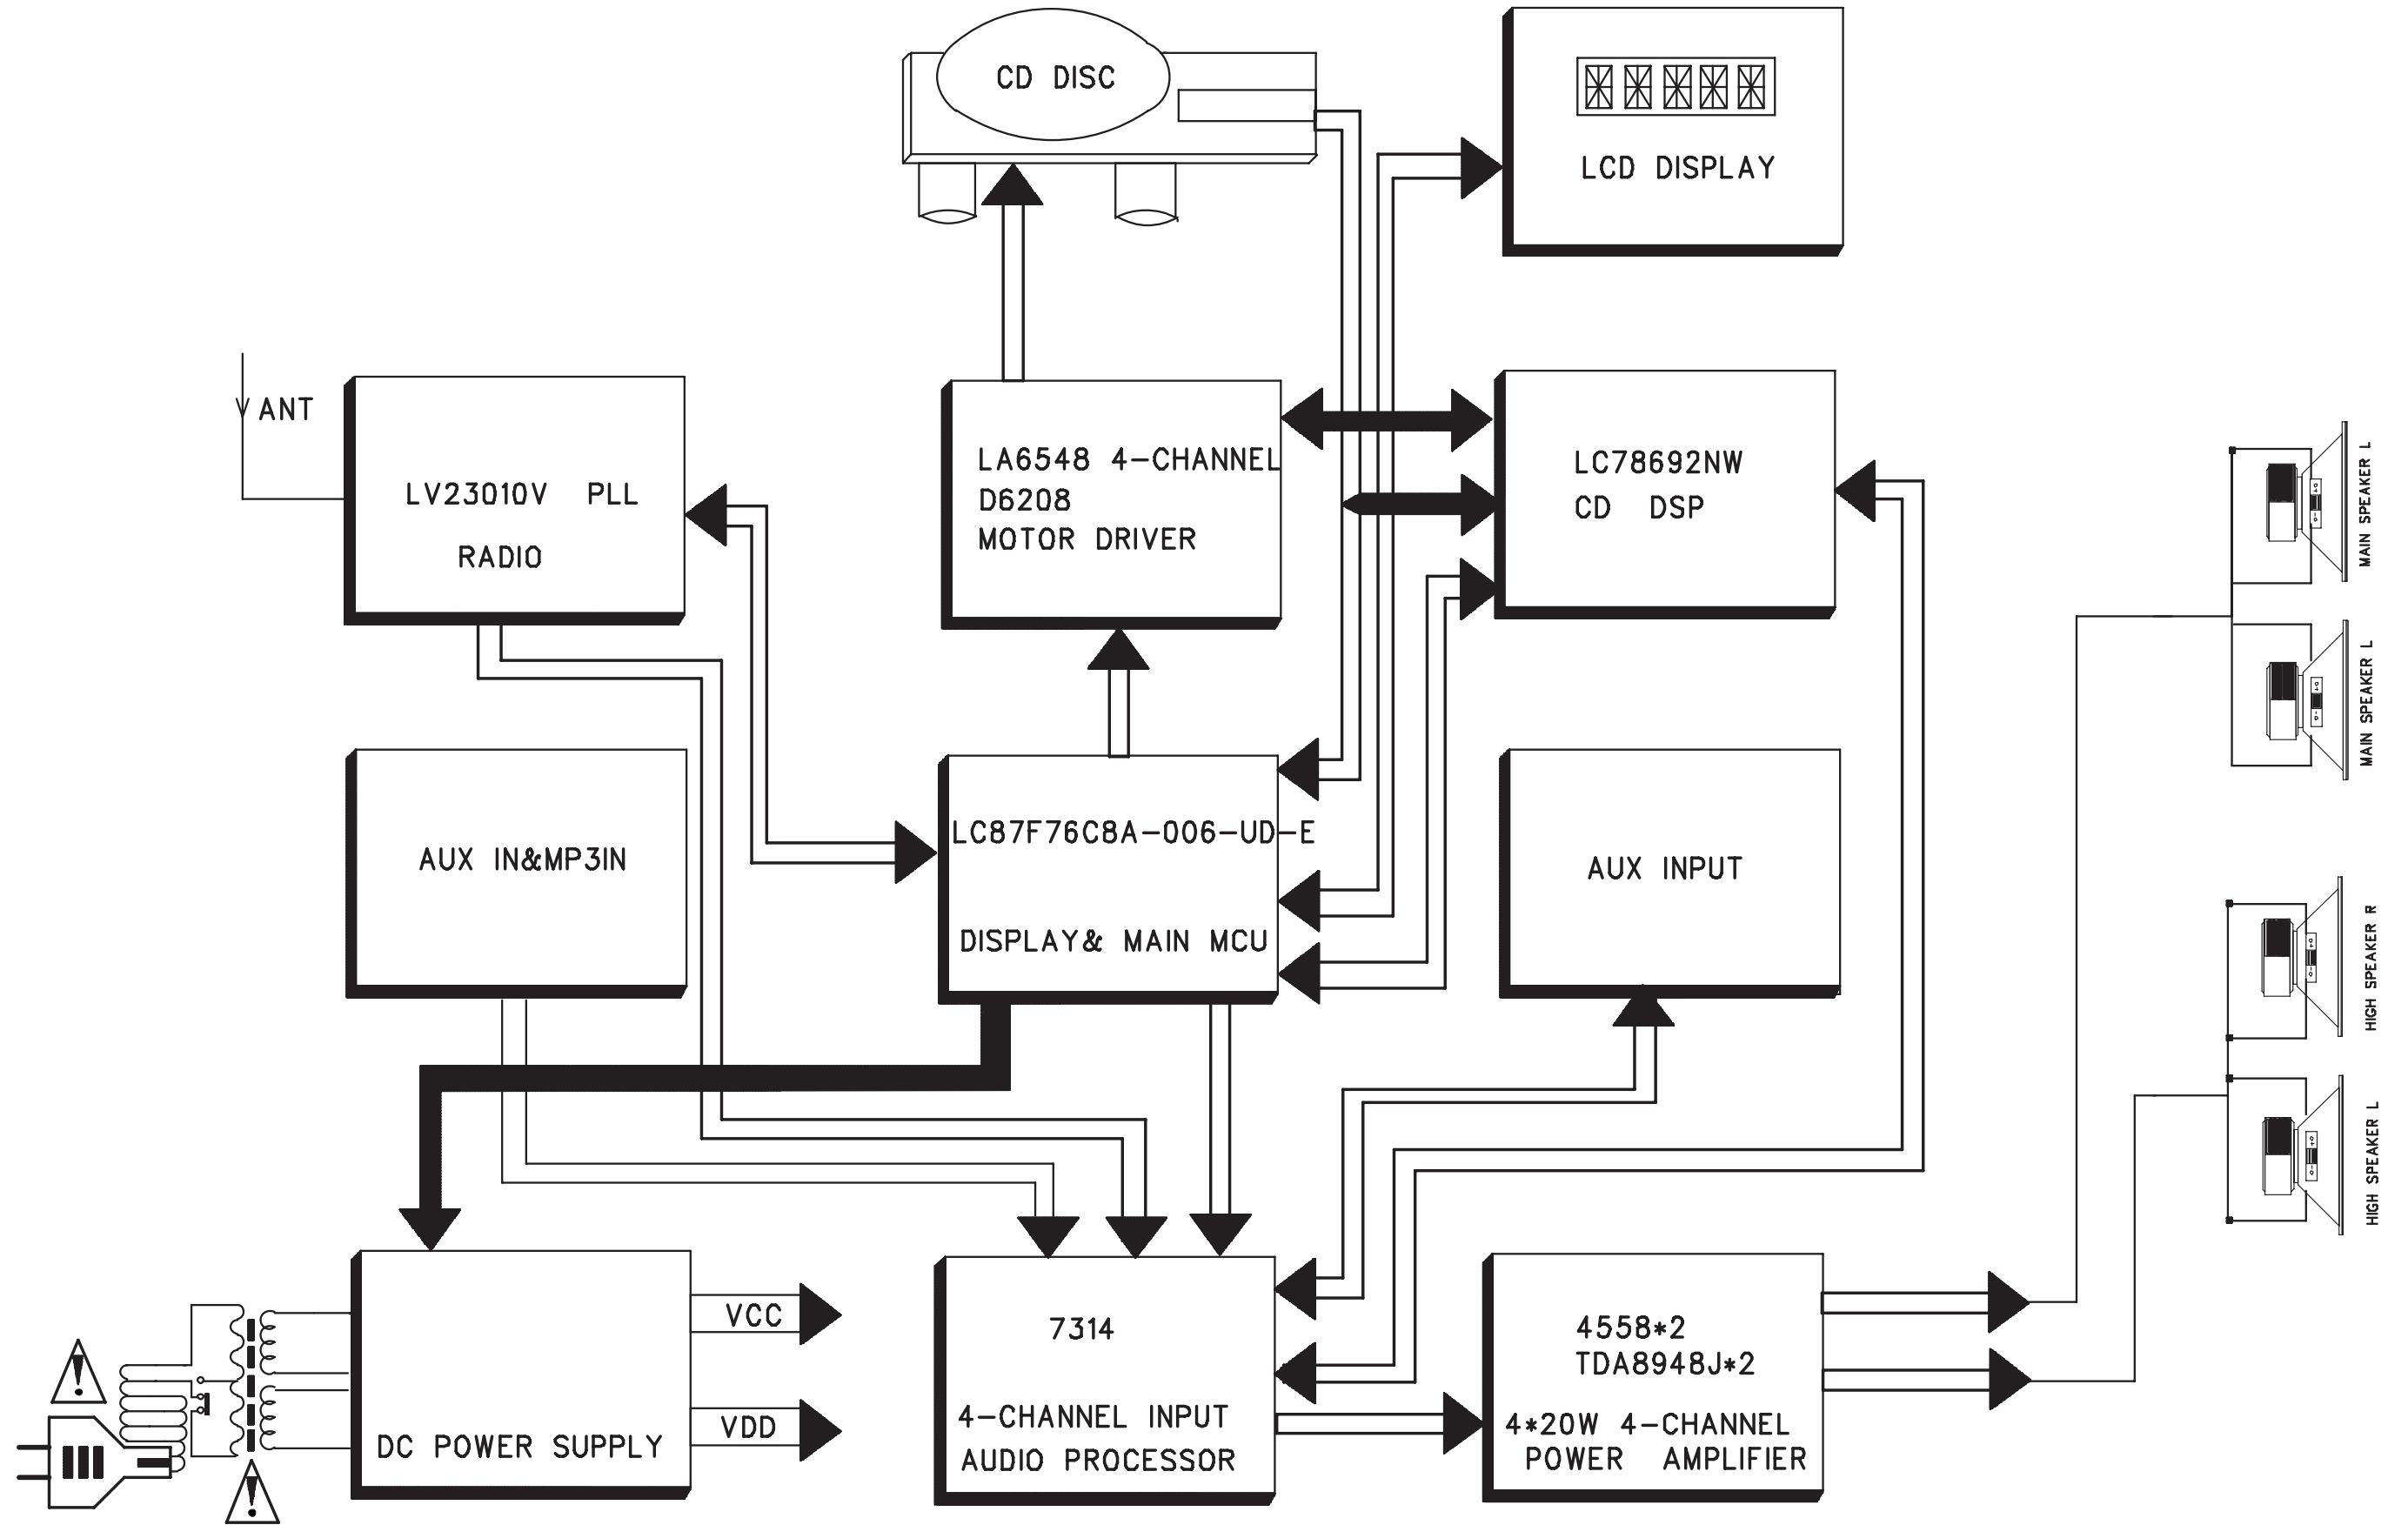 CD DISC
LCD DISPLAY
ANT
LV23010V PLL
RADIO
LA6548 4-CHANNEL
D6208
MOTOR DRIVER
LC78692NW
CD DSP
MAIN SPEAKER L
MAIN SPEAKER L
AUX IN&MP3IN
LC87F76C8A-006-UD-E
DISPLAY& MAIN MCU
AUX INPUT
HIGH SPEAKER R
HIGH SPEAKER L
DC POWER SUPPLY
VCC
VDD
7314
4-CHANNEL INPUT
AUDIO PROCESSOR
4558*2
TDA8948J*2
4*20W 4-CHANNEL
POWER AMPLIFIER